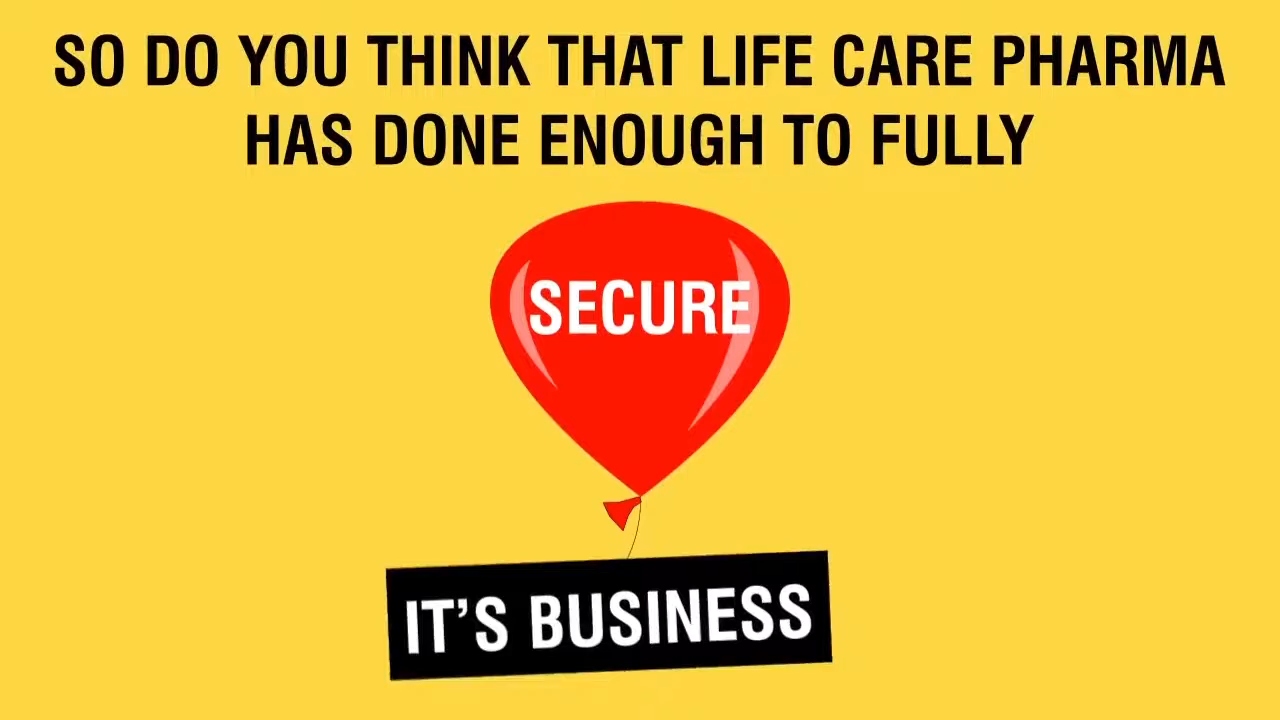 SO DO YOU THINK THAT LIFE CARE PHARMA
HAS DONE ENOUGH TO FULLY
SECURE
IT’S BUSINESS